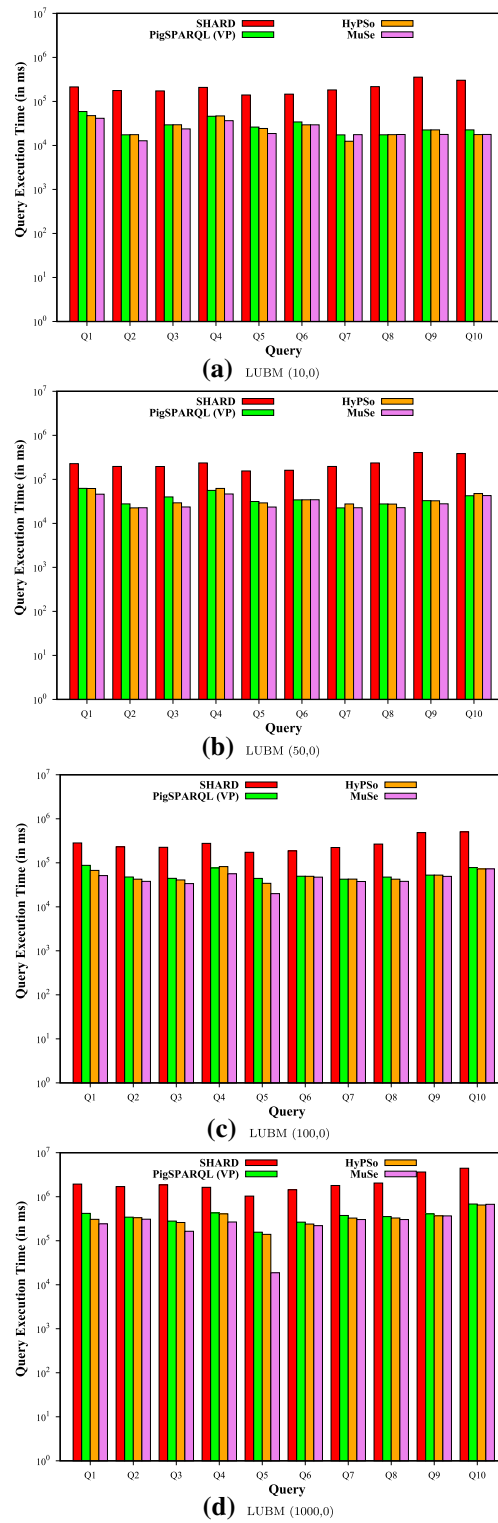 SHARD
PigSPARQL (VP)
HyPSo
MuSe
Query Execution Time (in ms)
10^7
10^6
10^5
10^4
10^3
10^2
10^1
10^0
Q1 Q2 Q3 Q4 Q5 Q6 Q7 Q8 Q9 Q10
Query
(a) LUBM (10,0)
SHARD
PigSPARQL (VP)
HyPSo
MuSe
Query Execution Time (in ms)
10^7
10^6
10^5
10^4
10^3
10^2
10^1
10^0
Q1 Q2 Q3 Q4 Q5 Q6 Q7 Q8 Q9 Q10
Query
(b) LUBM (50,0)
SHARD
PigSPARQL (VP)
HyPSo
MuSe
Query Execution Time (in ms)
10^7
10^6
10^5
10^4
10^3
10^2
10^1
10^0
Q1 Q2 Q3 Q4 Q5 Q6 Q7 Q8 Q9 Q10
Query
(c) LUBM (100,0)
SHARD
PigSPARQL (VP)
HyPSo
MuSe
Query Execution Time (in ms)
10^7
10^6
10^5
10^4
10^3
10^2
10^1
10^0
Q1 Q2 Q3 Q4 Q5 Q6 Q7 Q8 Q9 Q10
Query
(d) LUBM (1000,0)